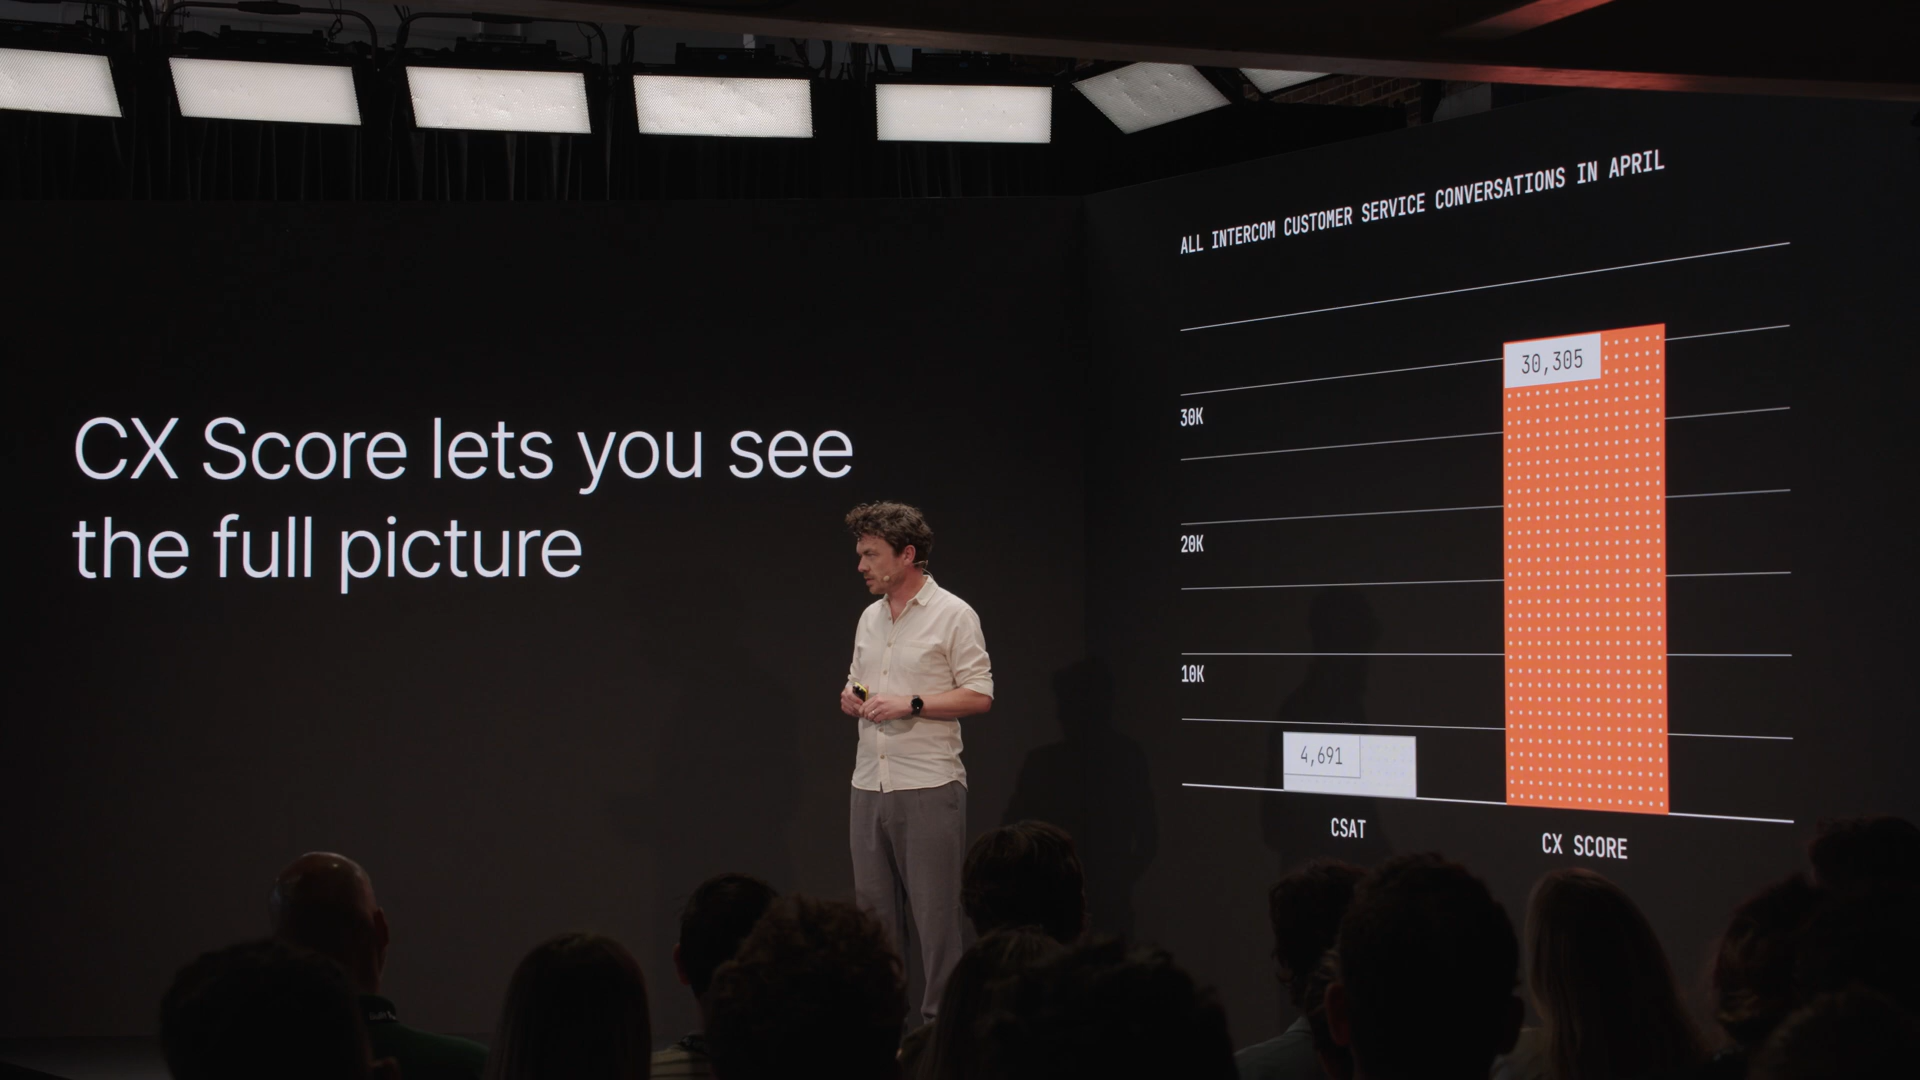 CX Score lets you see
the full picture
ALL INTERCOM CUSTOMER SERVICE CONVERSATIONS IN APRIL
30,305
30K
20K
10K
4,691
CSAT
CX SCORE